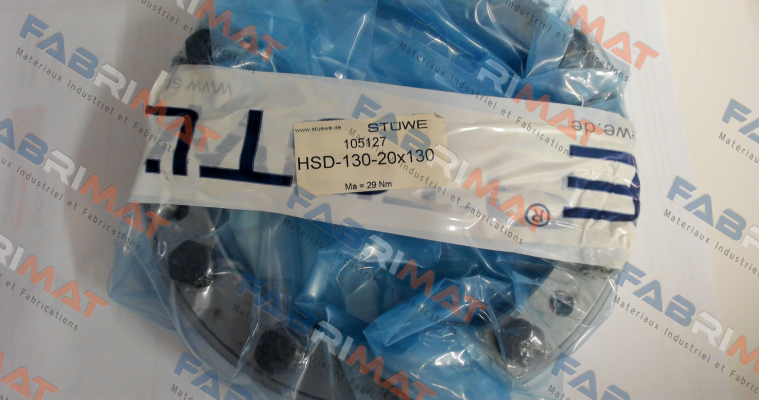 www.stuewe.de STÜWE
105127
HSD-130-20x130
Ma = 29 Nm
®
FABRIMAT
Matériaux Industriel et Fabrications